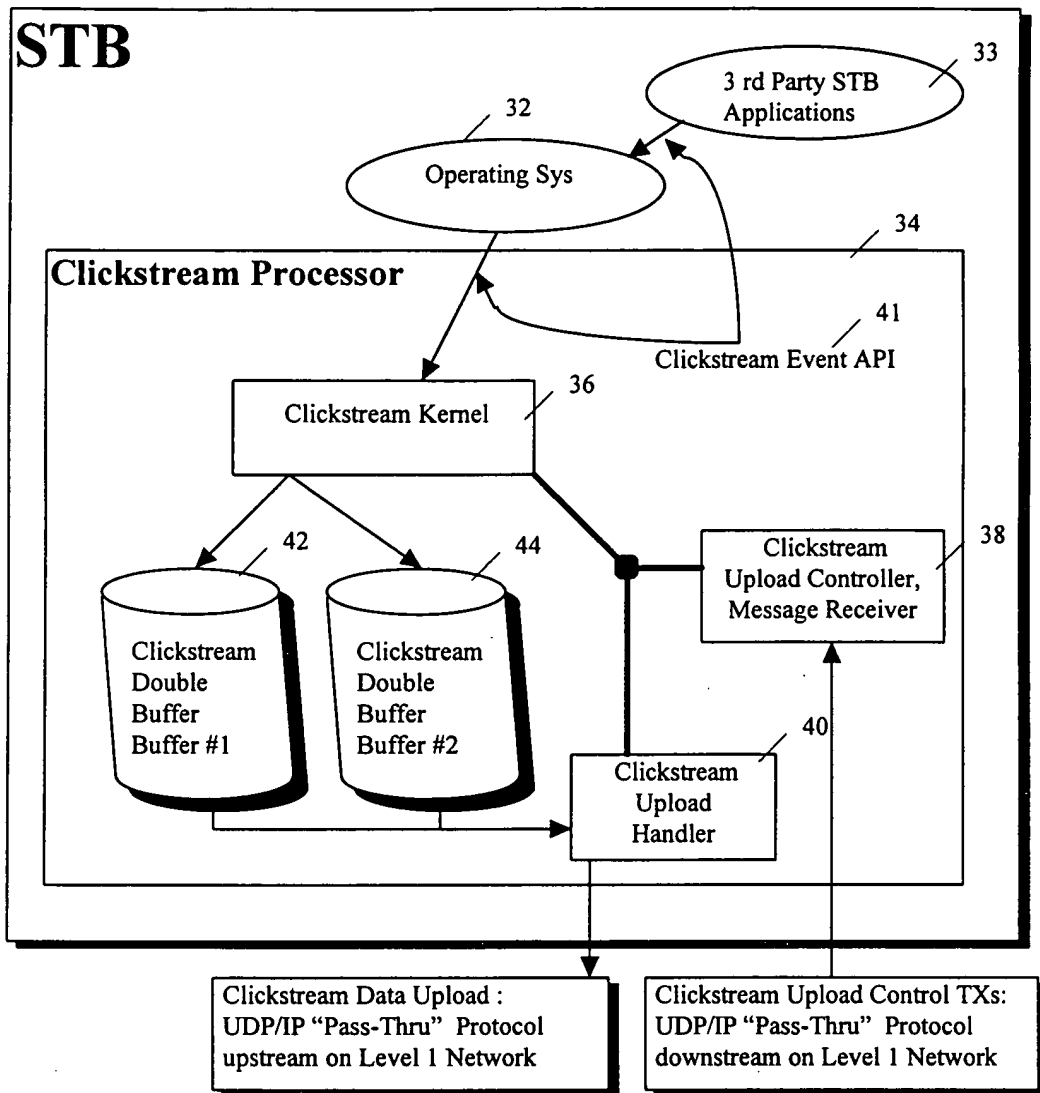 STB
33
3 rd Party STB
Applications
32
Operating Sys
34
Clickstream Processor
41
Clickstream Event API
36
Clickstream Kernel
42
44
38
Clickstream
Upload Controller,
Message Receiver
Clickstream
Double
Buffer
Buffer #1
Clickstream
Double
Buffer
Buffer #2
40
Clickstream
Upload
Handler
Clickstream Data Upload :
UDP/IP “Pass-Thru” Protocol
upstream on Level 1 Network
Clickstream Upload Control TXs:
UDP/IP “Pass-Thru” Protocol
downstream on Level 1 Network